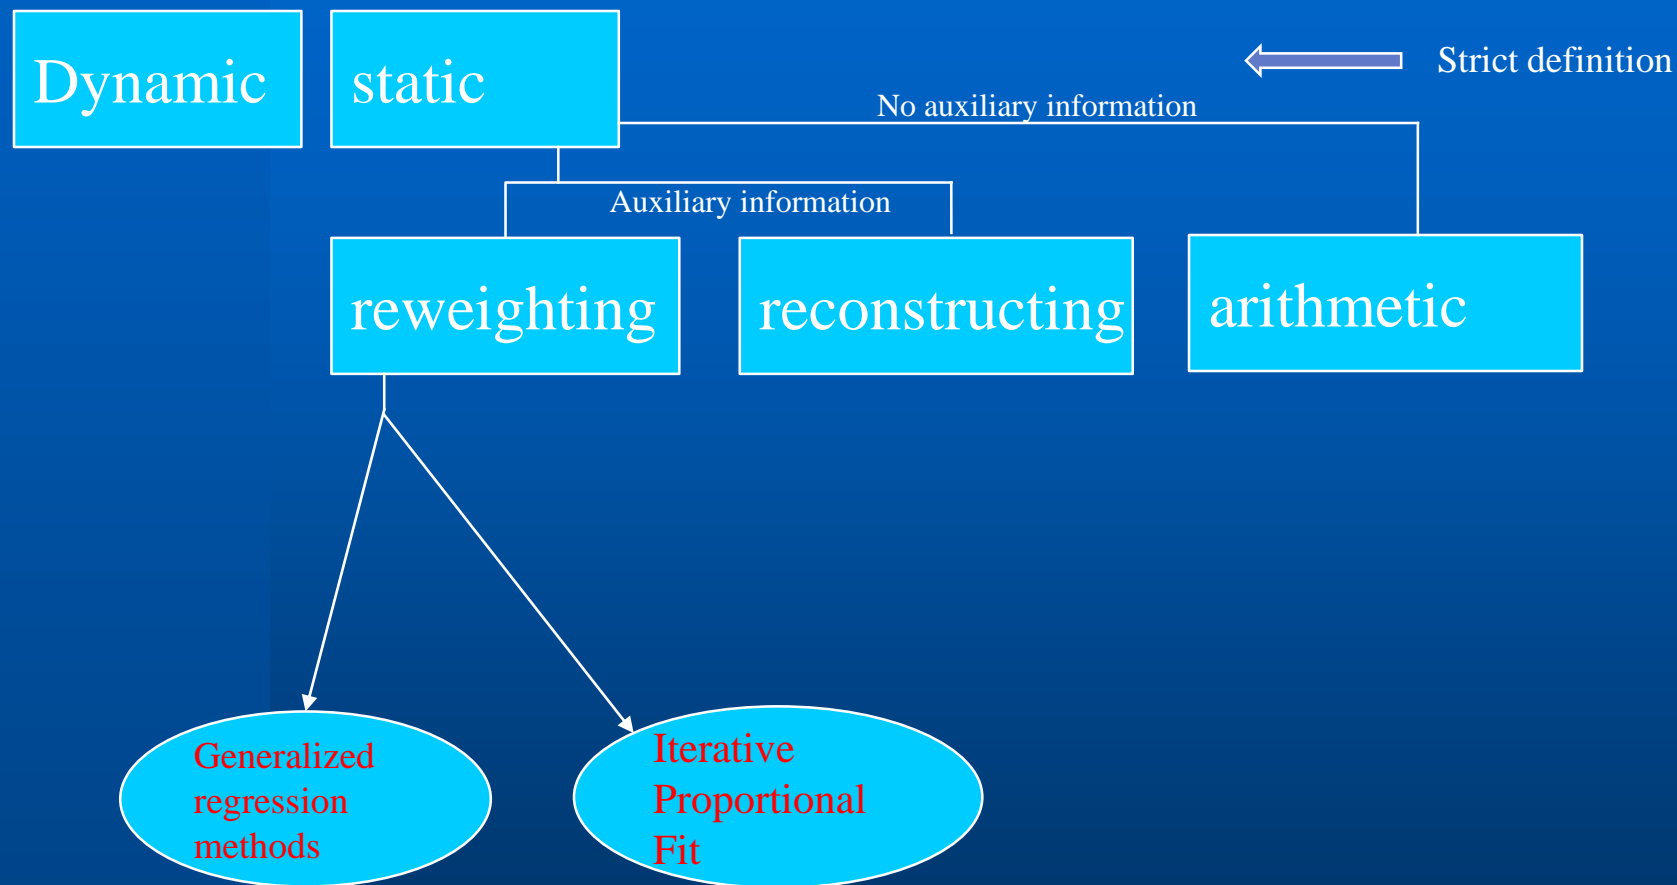 Dynamic
static
Strict definition
No auxiliary information
Auxiliary information
reweighting
reconstructing
arithmetic
Generalized
regression
methods
Iterative
Proportional
Fit